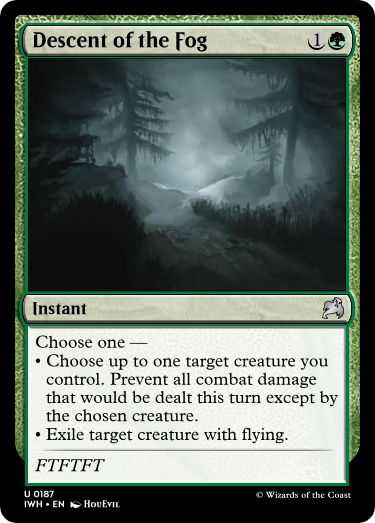 Descent of the Fog 1
Instant
Choose one —
• Choose up to one target creature you
control. Prevent all combat damage
that would be dealt this turn except by
the chosen creature.
• Exile target creature with flying.
FTFTFT
U 0187
IWH • EN HouEvil
© Wizards of the Coast